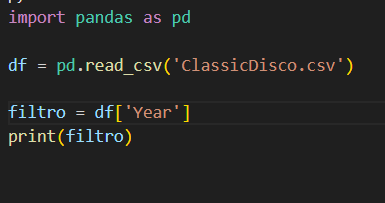 import pandas as pd
df = pd.read_csv('ClassicDisco.csv')
filtro = df['Year']
print(filtro)